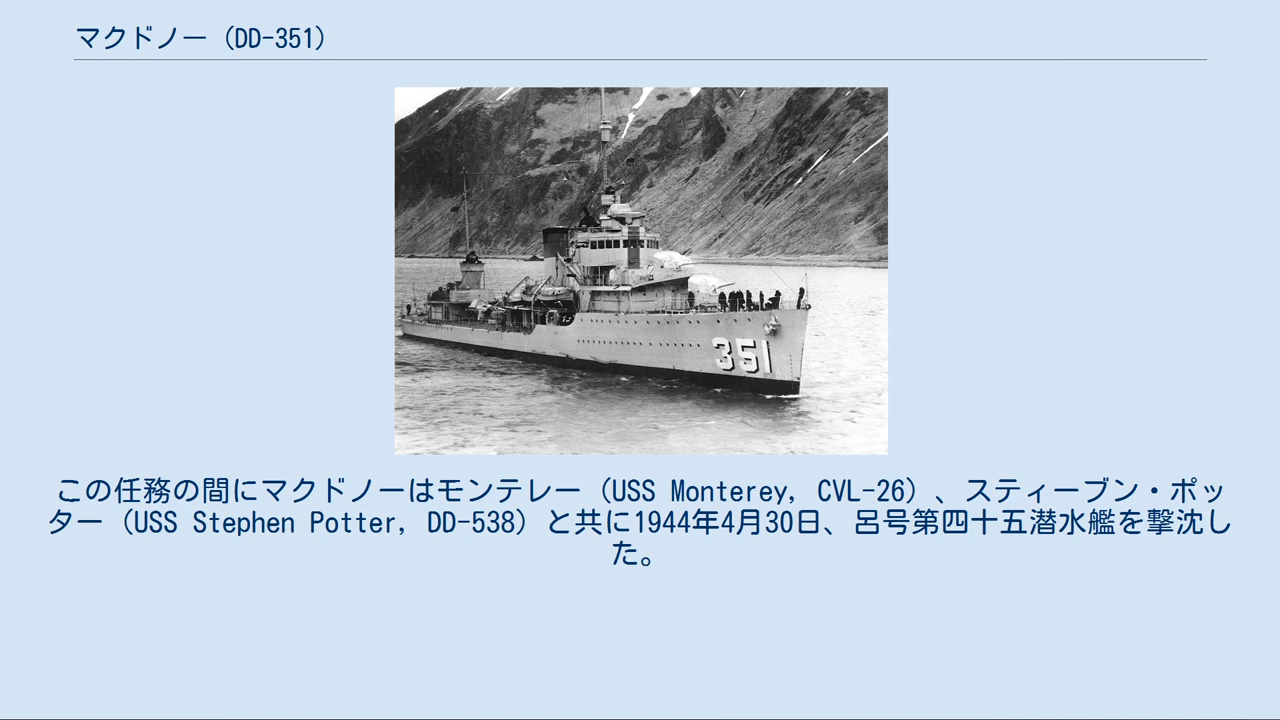 マクドノー（DD-351）
351
この任務の間にマクドノーはモンテレー（USS Monterey, CVL-26）、スティーブン・ポッ
ター（USS Stephen Potter, DD-538）と共に1944年4月30日、呂号第四十五潜水艦を撃沈し
た。